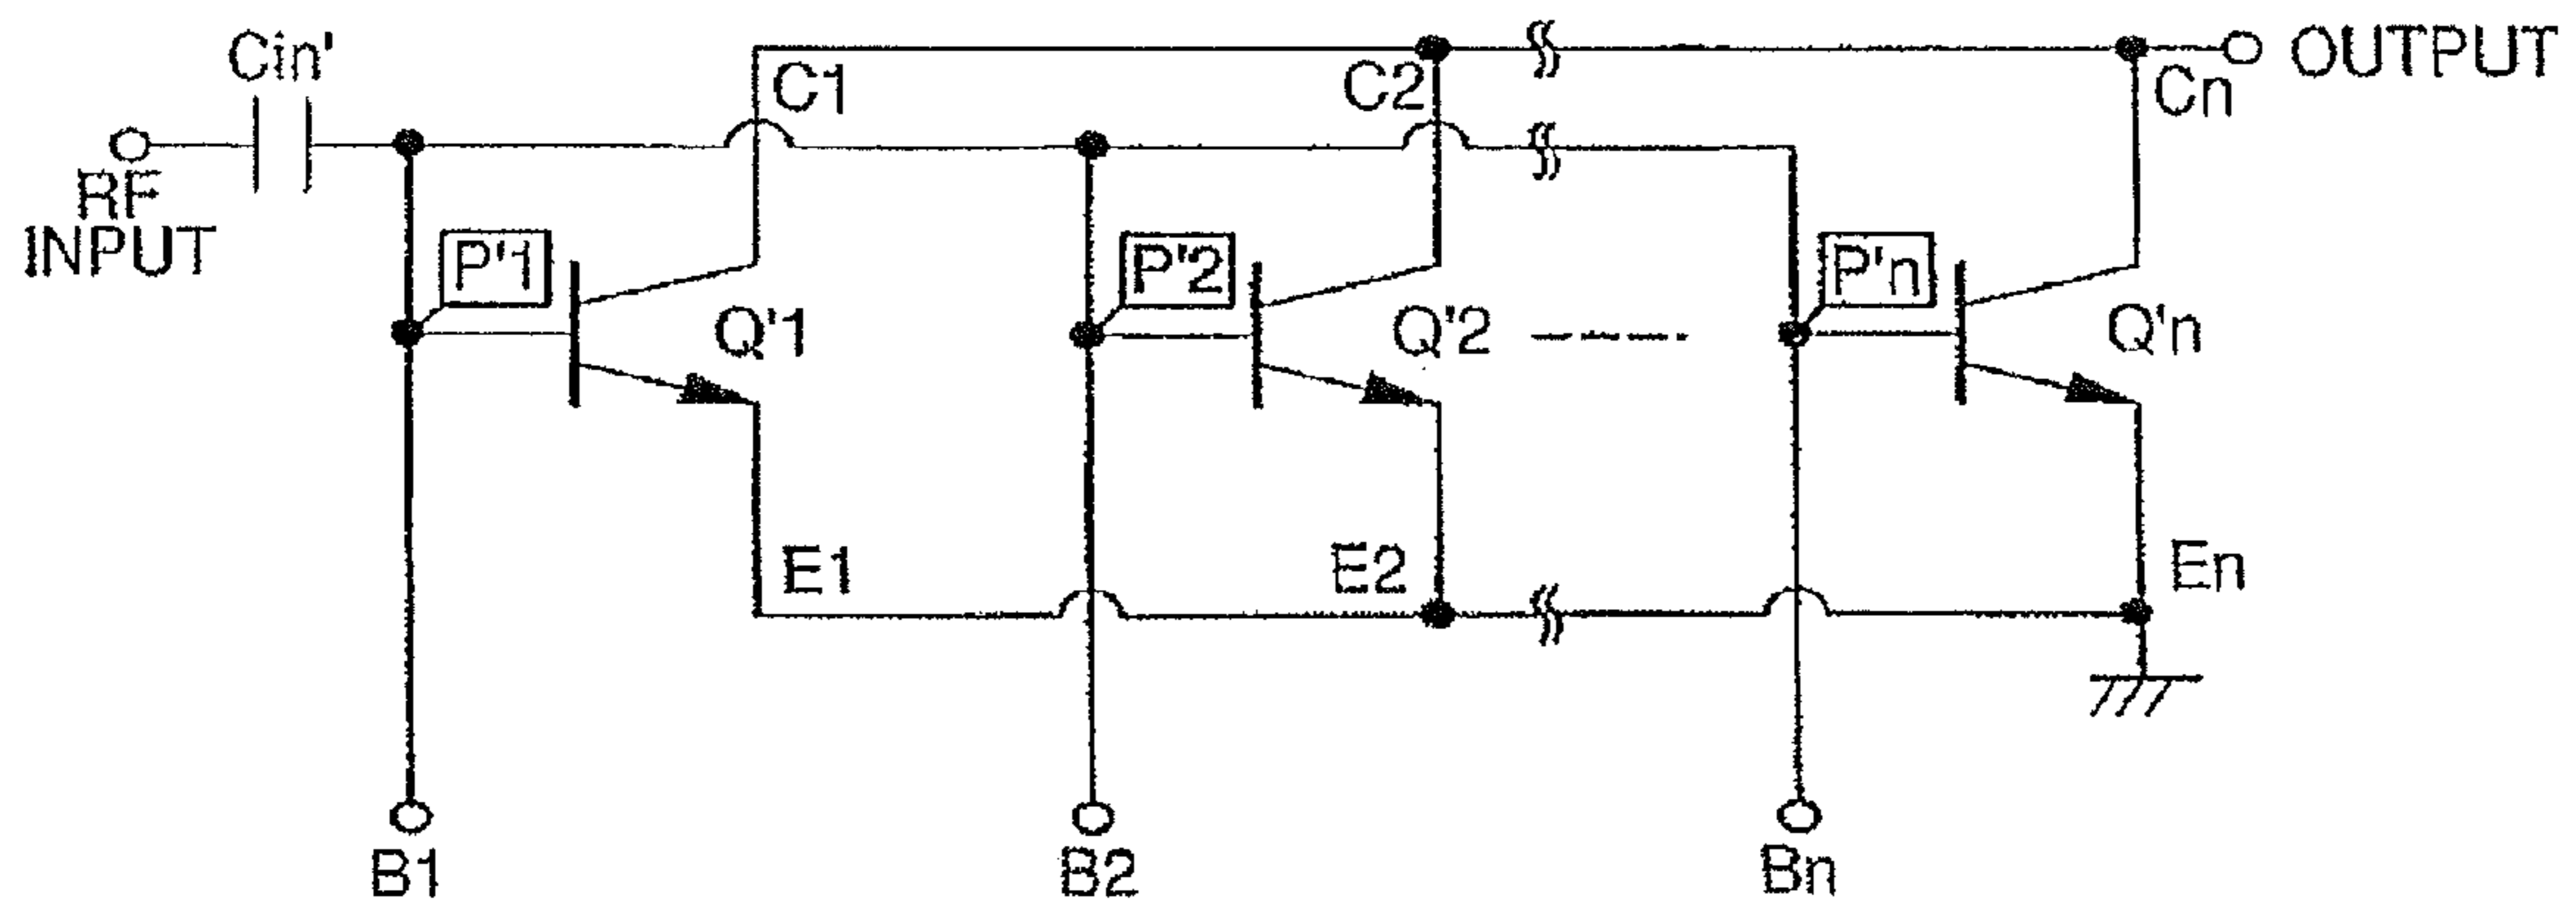 Cin'
OUTPUT
C1
C2
Cn
RF
INPUT
P'1
P'2
P'n
Q'1
Q'2
Q'n
E1
E2
En
B1
B2
Bn